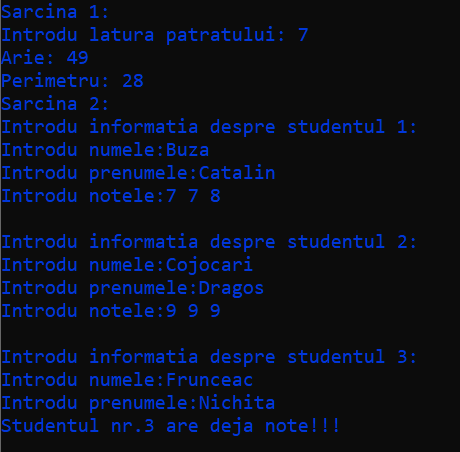 Sarcina 1:
Introdu latura patratului: 7
Arie: 49
Perimetru: 28
Sarcina 2:
Introdu informatia despre studentul 1:
Introdu numele:Buza
Introdu prenumele:Catalin
Introdu notele:7 7 8
Introdu informatia despre studentul 2:
Introdu numele:Cojocari
Introdu prenumele:Dragos
Introdu notele:9 9 9
Introdu informatia despre studentul 3:
Introdu numele:Frunceac
Introdu prenumele:Nichita
Studentul nr.3 are deja note!!!